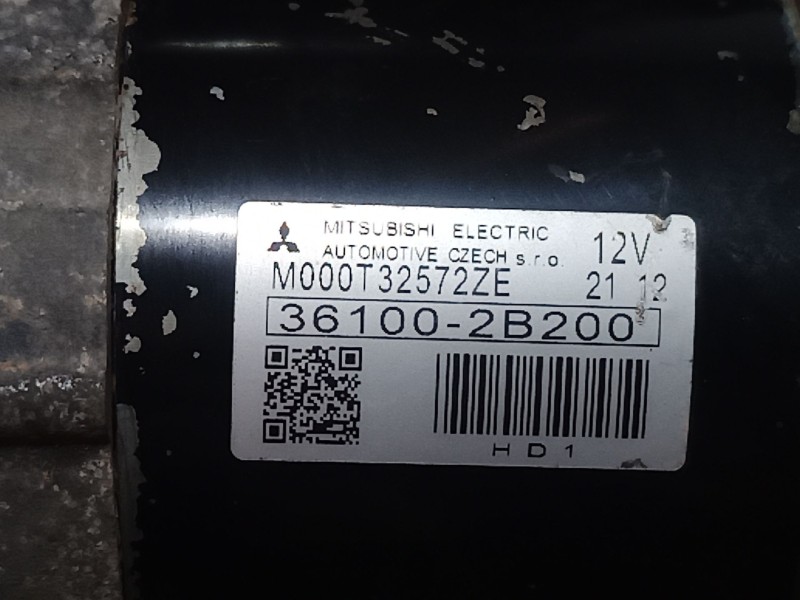 MITSUBISHI ELECTRIC
AUTOMOTIVE CZECH s.r.o. 12V
M000T32572ZE 21 12
36100-2B200
HD1